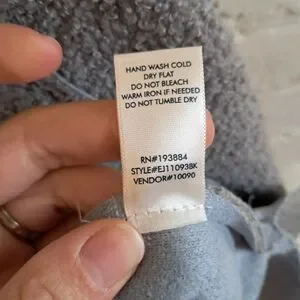 HAND WASH COLD
DRY FLAT
DO NOT BLEACH
WARM IRON IF NEEDED
DO NOT TUMBLE DRY
RN#193884
STYLE#EJ11093BK
VENDOR#10090